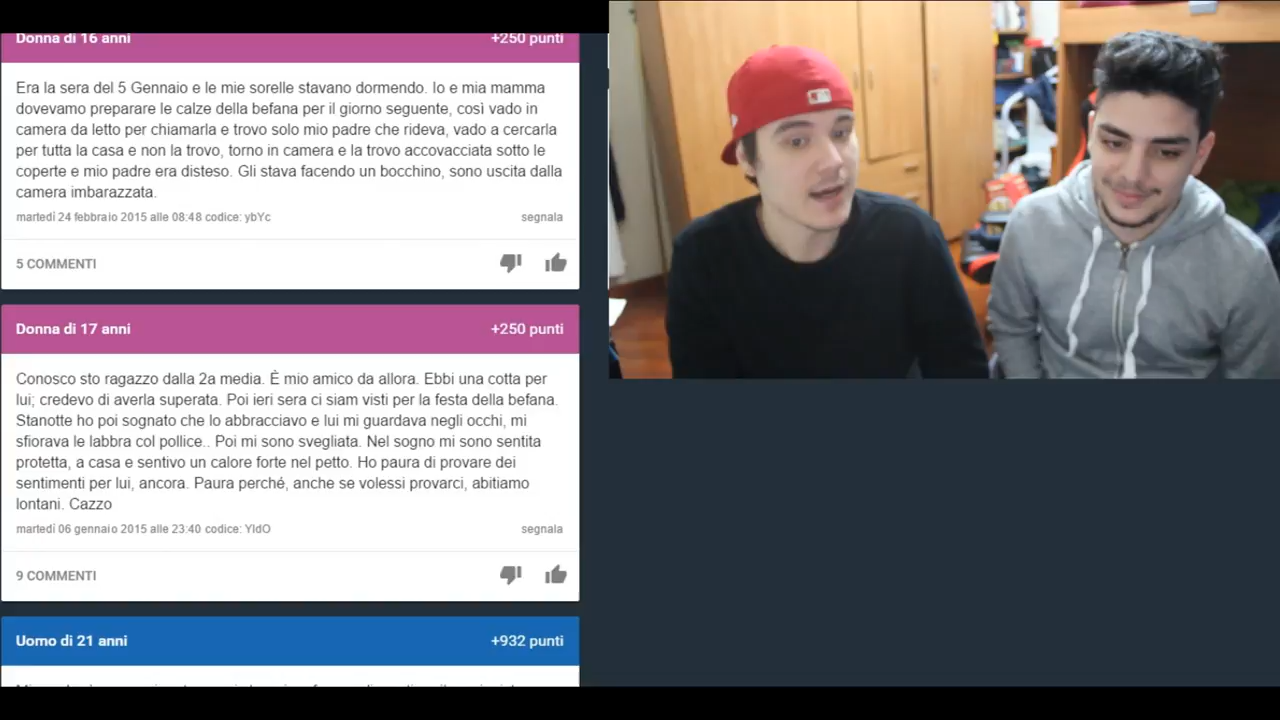 Donna di 16 anni +250 punti
Era la sera del 5 Gennaio e le mie sorelle stavano dormendo. Io e mia mamma
dovevamo preparare le calze della befana per il giorno seguente, così vado in
camera da letto per chiamarla e trovo solo mio padre che rideva, vado a cercarla
per tutta la casa e non la trovo, torno in camera e la trovo accovacciata sotto le
coperte e mio padre era disteso. Gli stava facendo un bocchino, sono uscita dalla
camera imbarazzata.
martedì 24 febbraio 2015 alle 08:48 codice: ybYc segnala
5 COMMENTI
Donna di 17 anni +250 punti
Conosco sto ragazzo dalla 2a media. È mio amico da allora. Ebbi una cotta per
lui; credevo di averla superata. Poi ieri sera ci siam visti per la festa della befana.
Stanotte ho poi sognato che lo abbracciavo e lui mi guardava negli occhi, mi
sfiorava le labbra col pollice.. Poi mi sono svegliata. Nel sogno mi sono sentita
protetta, a casa e sentivo un calore forte nel petto. Ho paura di provare dei
sentimenti per lui, ancora. Paura perché, anche se volessi provarci, abitiamo
lontani. Cazzo
martedì 06 gennaio 2015 alle 23:40 codice: YldO segnala
9 COMMENTI
Uomo di 21 anni +932 punti